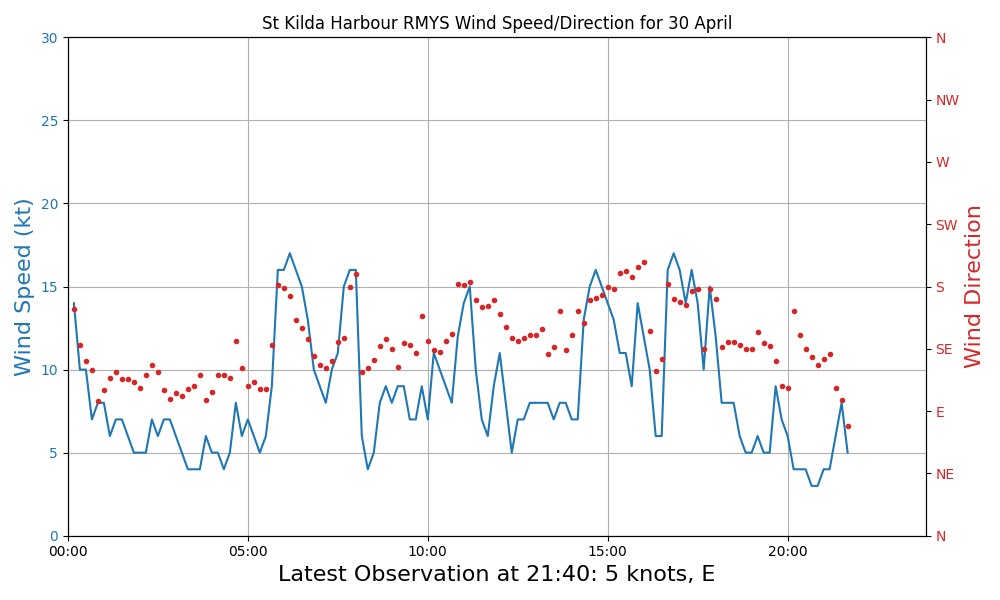 St Kilda Harbour RMYS Wind Speed/Direction for 30 April
30
25
20
15
10
5
0
Wind Speed (kt)
N
NW
W
SW
S
SE
E
NE
N
Wind Direction
00:00 05:00 10:00 15:00 20:00
Latest Observation at 21:40: 5 knots, E